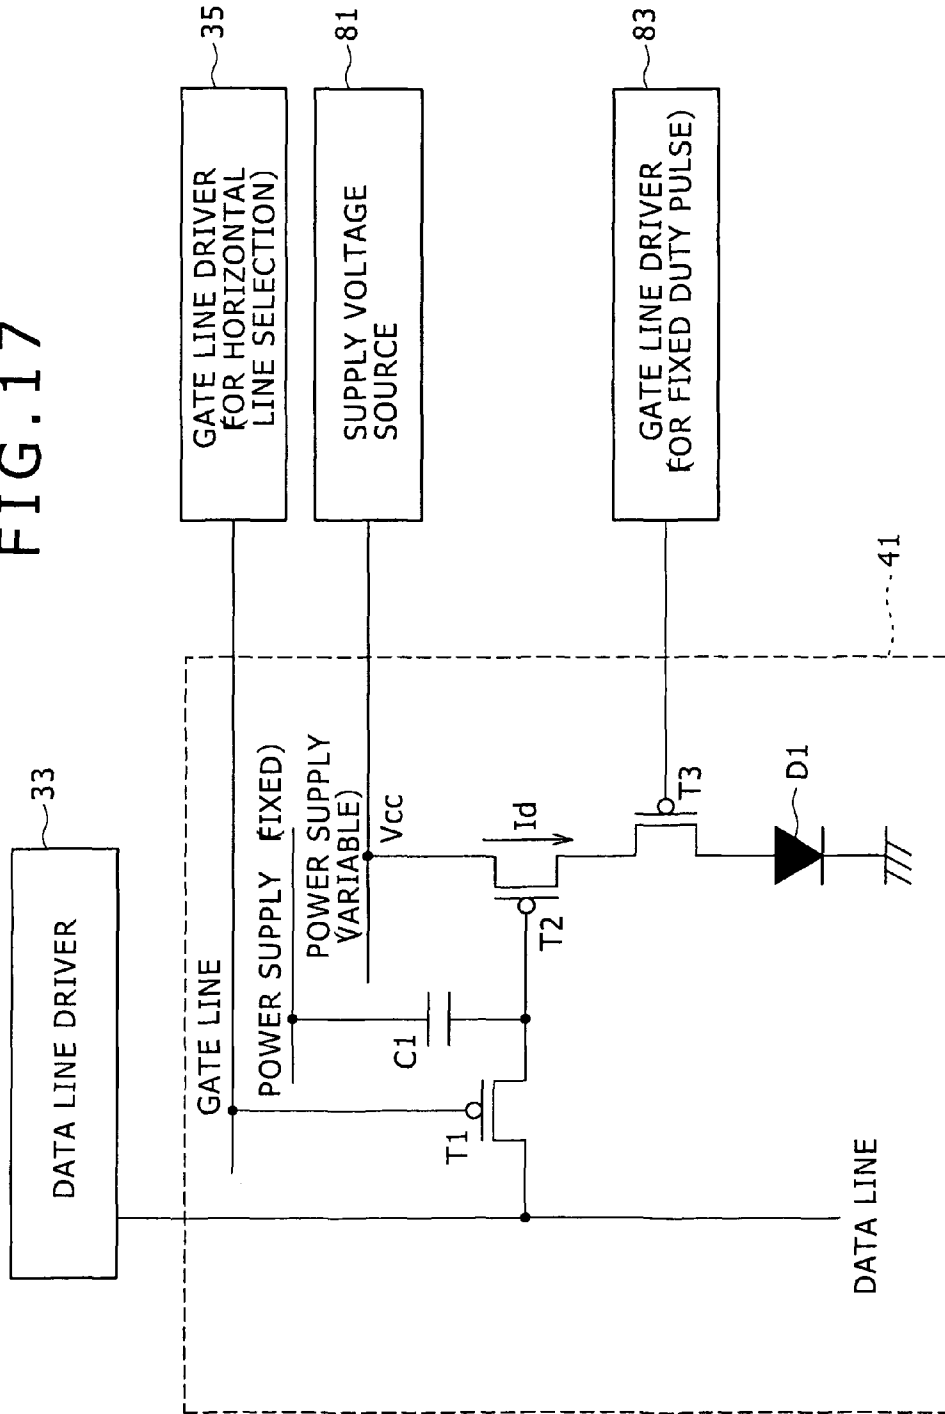 FIG.17
33
DATA LINE DRIVER
35
GATE LINE DRIVER
(FOR HORIZONTAL
LINE SELECTION)
81
SUPPLY VOLTAGE
SOURCE
83
GATE LINE DRIVER
(FOR FIXED DUTY PULSE)
41
GATE LINE
POWER SUPPLY (FIXED)
POWER SUPPLY
(VARIABLE)
Vcc
C1
T1
T2
Id
T3
D1
DATA LINE